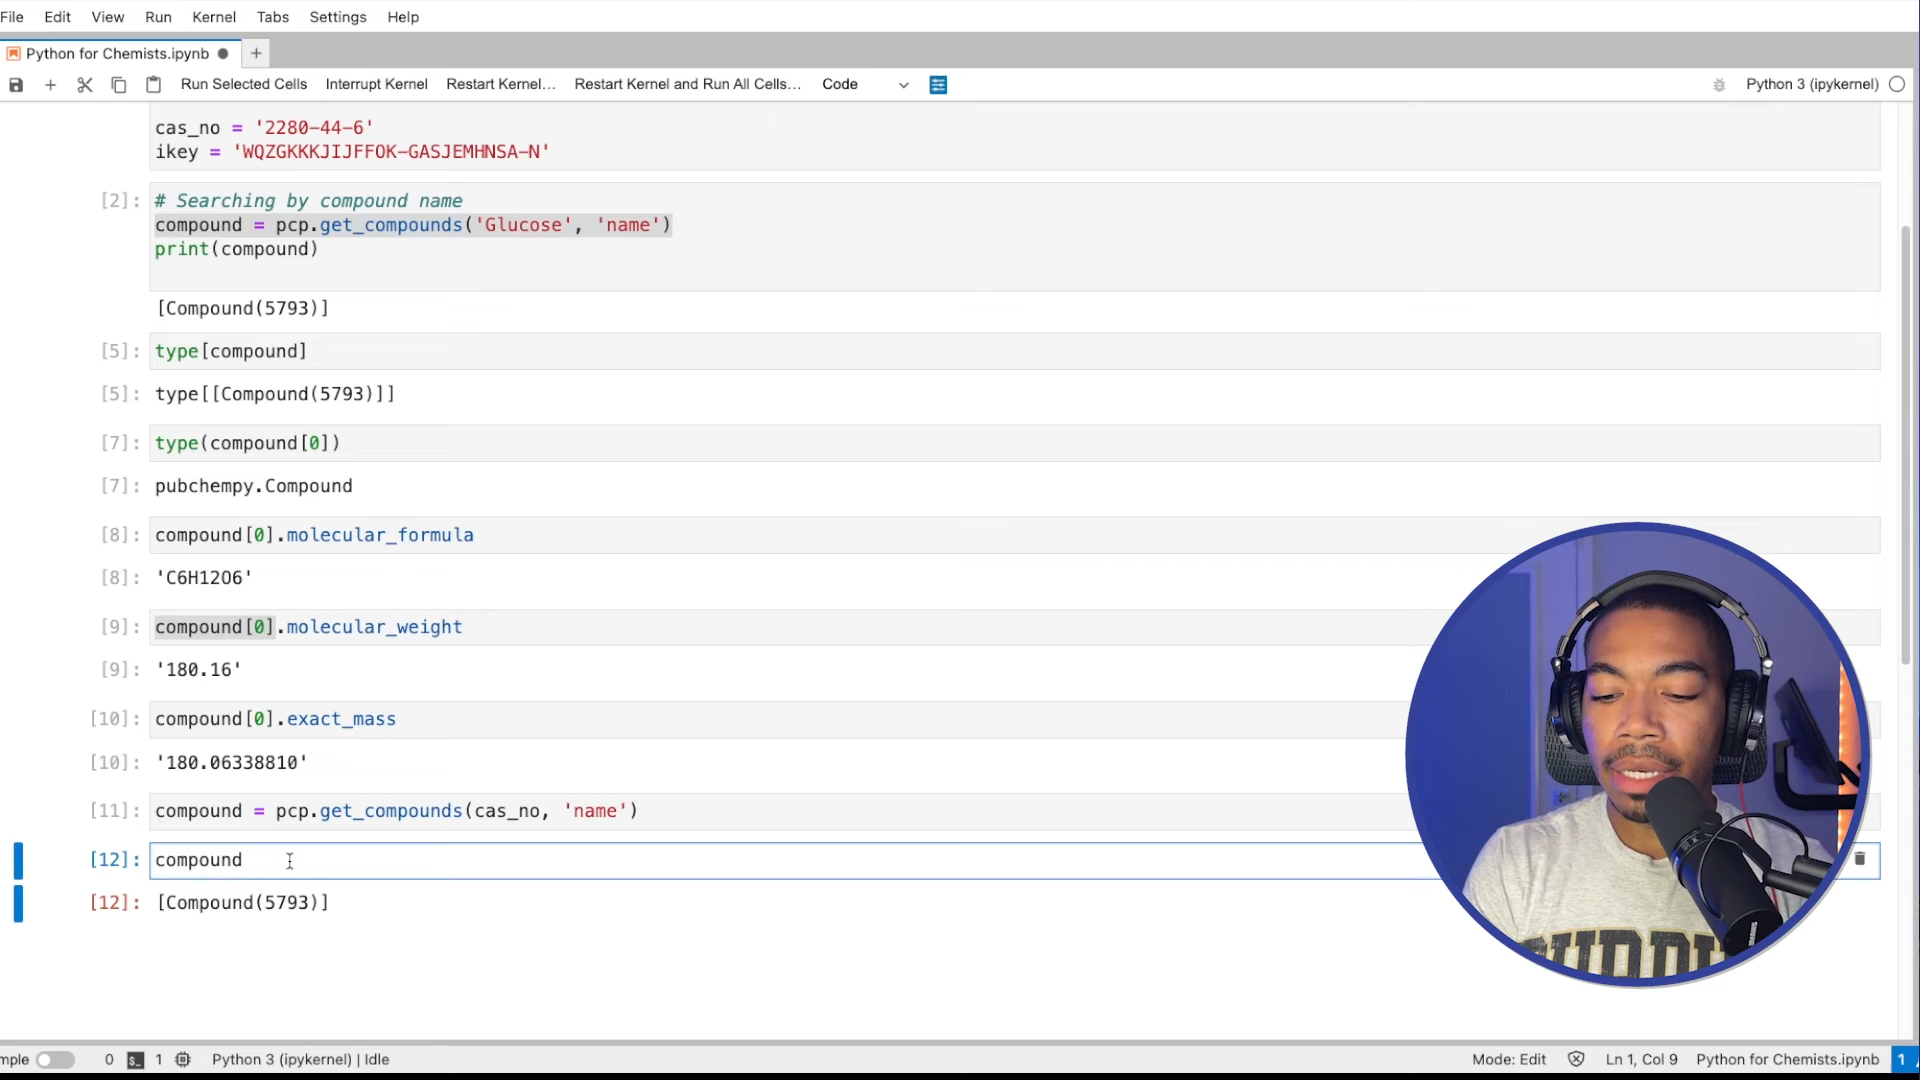 File Edit View Run Kernel Tabs Settings Help
Python for Chemists.ipynb
Run Selected Cells Interrupt Kernel Restart Kernel… Restart Kernel and Run All Cells… Code Python 3 (ipykernel)
cas_no = '2280-44-6'
ikey = 'WQZGKKKJIJFFOK-GASJEMHNSA-N'
[2]: # Searching by compound name
compound = pcp.get_compounds('Glucose', 'name')
print(compound)
[Compound(5793)]
[5]: type[compound]
[5]: type[[Compound(5793)]]
[7]: type(compound[0])
[7]: pubchempy.Compound
[8]: compound[0].molecular_formula
[8]: 'C6H12O6'
[9]: compound[0].molecular_weight
[9]: '180.16'
[10]: compound[0].exact_mass
[10]: '180.06338810'
[11]: compound = pcp.get_compounds(cas_no, 'name')
[12]: compound
[12]: [Compound(5793)]
mple 0 1 Python 3 (ipykernel) | Idle Mode: Edit Ln 1, Col 9 Python for Chemists.ipynb 1